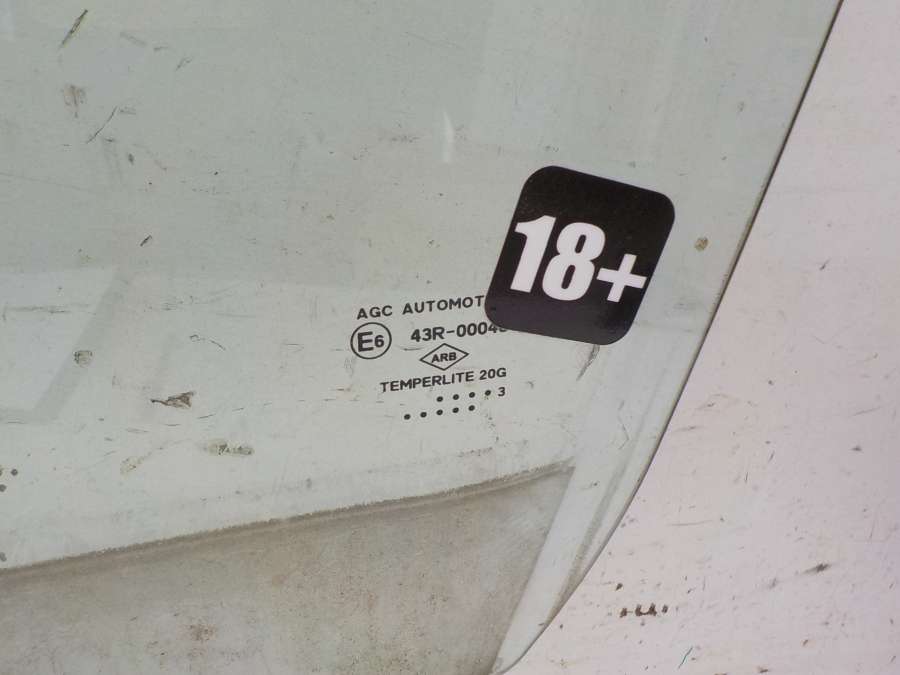 18+
AGC AUTOMOT
E6 43R-0004
ARB
TEMPERLITE 20G
3